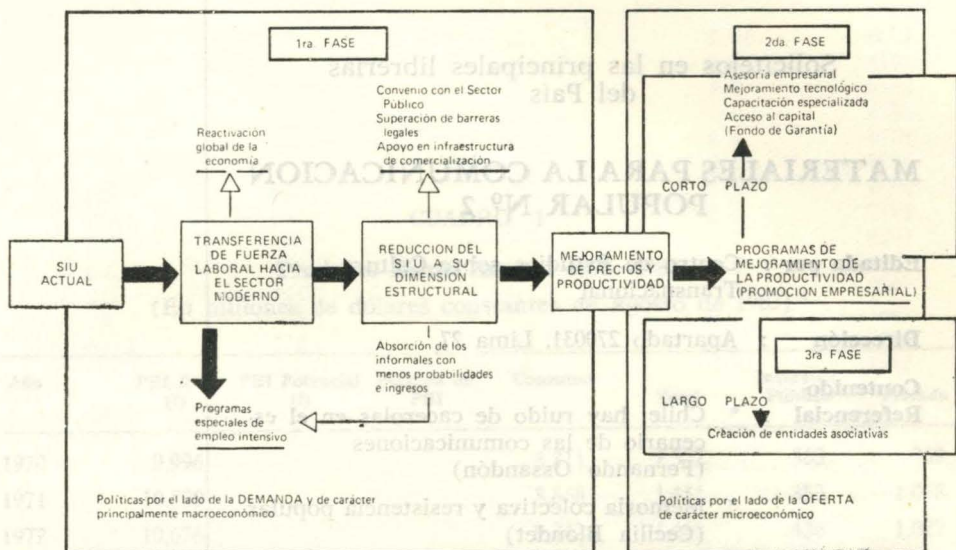 1ra. FASE
2da. FASE
Solicítelos en las principales librerías
del País
Convenio con el Sector
Público
Superación de barreras
legales
Apoyo en infraestructura
de comercialización
Reactivación
global de la
economía
Asesoría empresarial
Mejoramiento tecnológico
Capacitación especializada
Acceso al capital
(Fondo de Garantía)
MATERIALES PARA LA COMUNICACION
POPULAR Nº 2
CORTO PLAZO
SIU
ACTUAL
TRANSFERENCIA
DE FUERZA
LABORAL HACIA
EL SECTOR
MODERNO
REDUCCION DEL
SIU A SU
DIMENSION
ESTRUCTURAL
MEJORAMIENTO
DE PRECIOS Y
PRODUCTIVIDAD
PROGRAMAS DE
MEJORAMIENTO DE
LA PRODUCTIVIDAD
(PROMOCION EMPRESARIAL)
Dirección : Apartado 270031, Lima 27
Absorción de los
informales con
menos probabilidades
e ingresos
3ra FASE
Programas
especiales de
empleo intensivo
LARGO PLAZO
Creación de entidades asociativas
Contenido
Referencial
Chile: hay ruido de cacerolas en el es-
cenario de las comunicaciones
(Fernando Ossandón)
memoria colectiva y resistencia popular
(Cecilia Blondet)
1970
1971
1972
Políticas por el lado de la DEMANDA y de carácter
principalmente macroeconómico
Políticas por el lado de la OFERTA
de carácter microeconómico